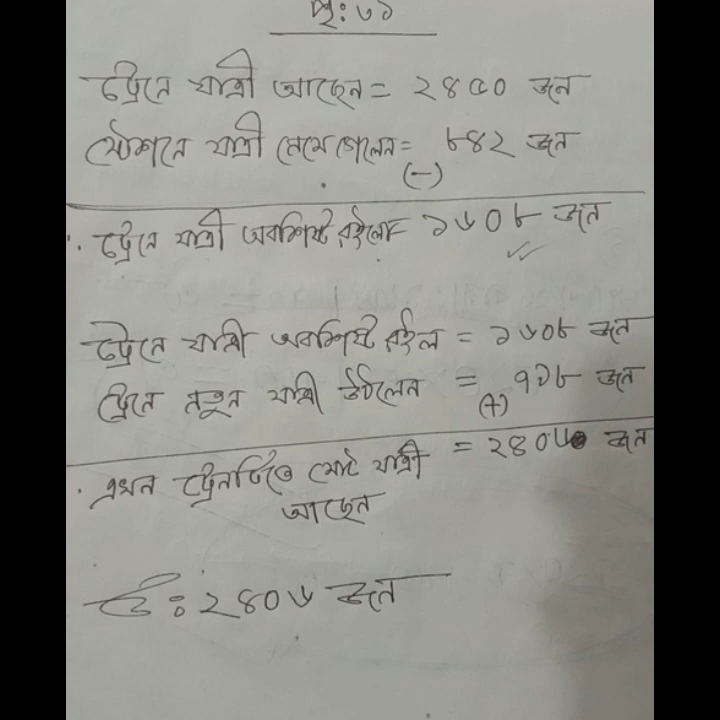 পৃ: ৩১
ট্রেনে যাত্রী আছেন = ২৪৫০ জন
স্টেশনে যাত্রী নেমে গেলেন = ৮৪২ জন
(-)
∴ ট্রেনে যাত্রী অবশিষ্ট রইলো = ১৬০৮ জন
ট্রেনে যাত্রী অবশিষ্ট রইল = ১৬০৮ জন
ট্রেনে নতুন যাত্রী উঠলেন = ৭৯৮ জন
(+)
∴ এখন ট্রেনটিতে মোট যাত্রী = ২৪০৬ জন
আছেন
উ: ২৪০৬ জন